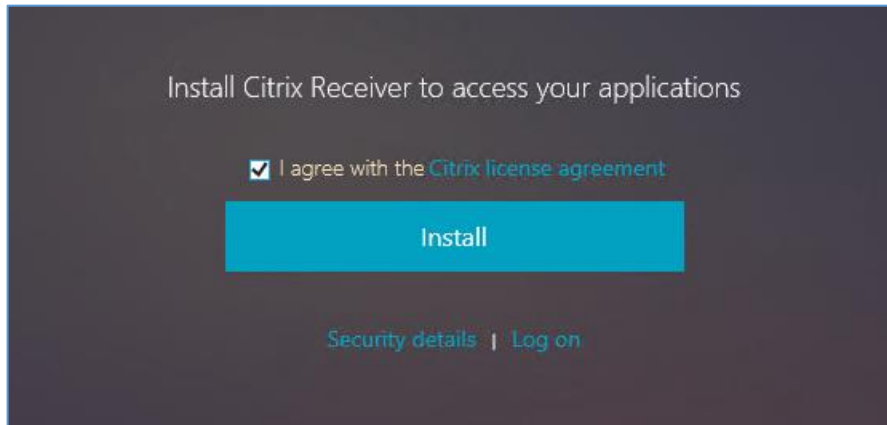 Install Citrix Receiver to access your applications
I agree with the Citrix license agreement
Install
Security details | Log on